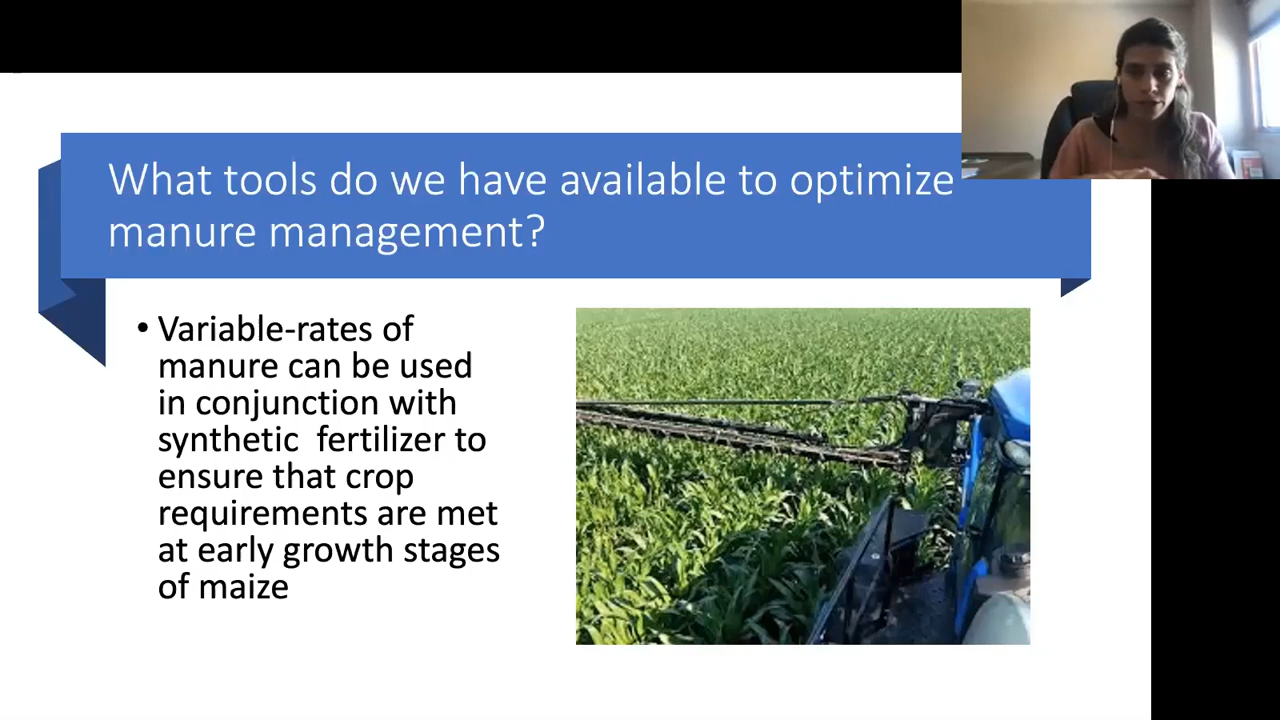 What tools do we have available to optimize
manure management?
• Variable-rates of
manure can be used
in conjunction with
synthetic  fertilizer to
ensure that crop
requirements are met
at early growth stages
of maize